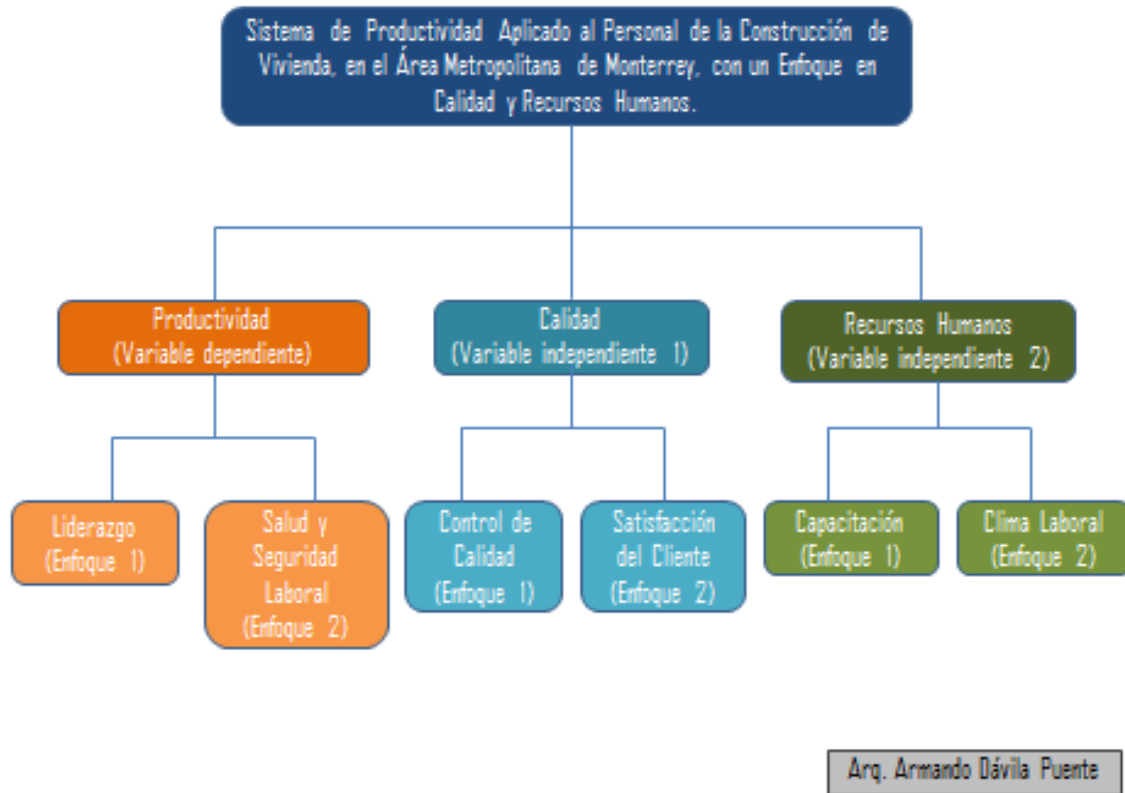 Sistema de Productividad Aplicado al Personal de la Construcción de
Vivienda, en el Área Metropolitana de Monterrey, con un Enfoque en
Calidad y Recursos Humanos.
Productividad
(Variable dependiente)
Calidad
(Variable independiente 1)
Recursos Humanos
(Variable independiente 2)
Liderazgo
(Enfoque 1)
Salud y
Seguridad
Laboral
(Enfoque 2)
Control de
Calidad
(Enfoque 1)
Satisfacción
del Cliente
(Enfoque 2)
Capacitación
(Enfoque 1)
Clima Laboral
(Enfoque 2)
Arq. Armando Dávila Puente